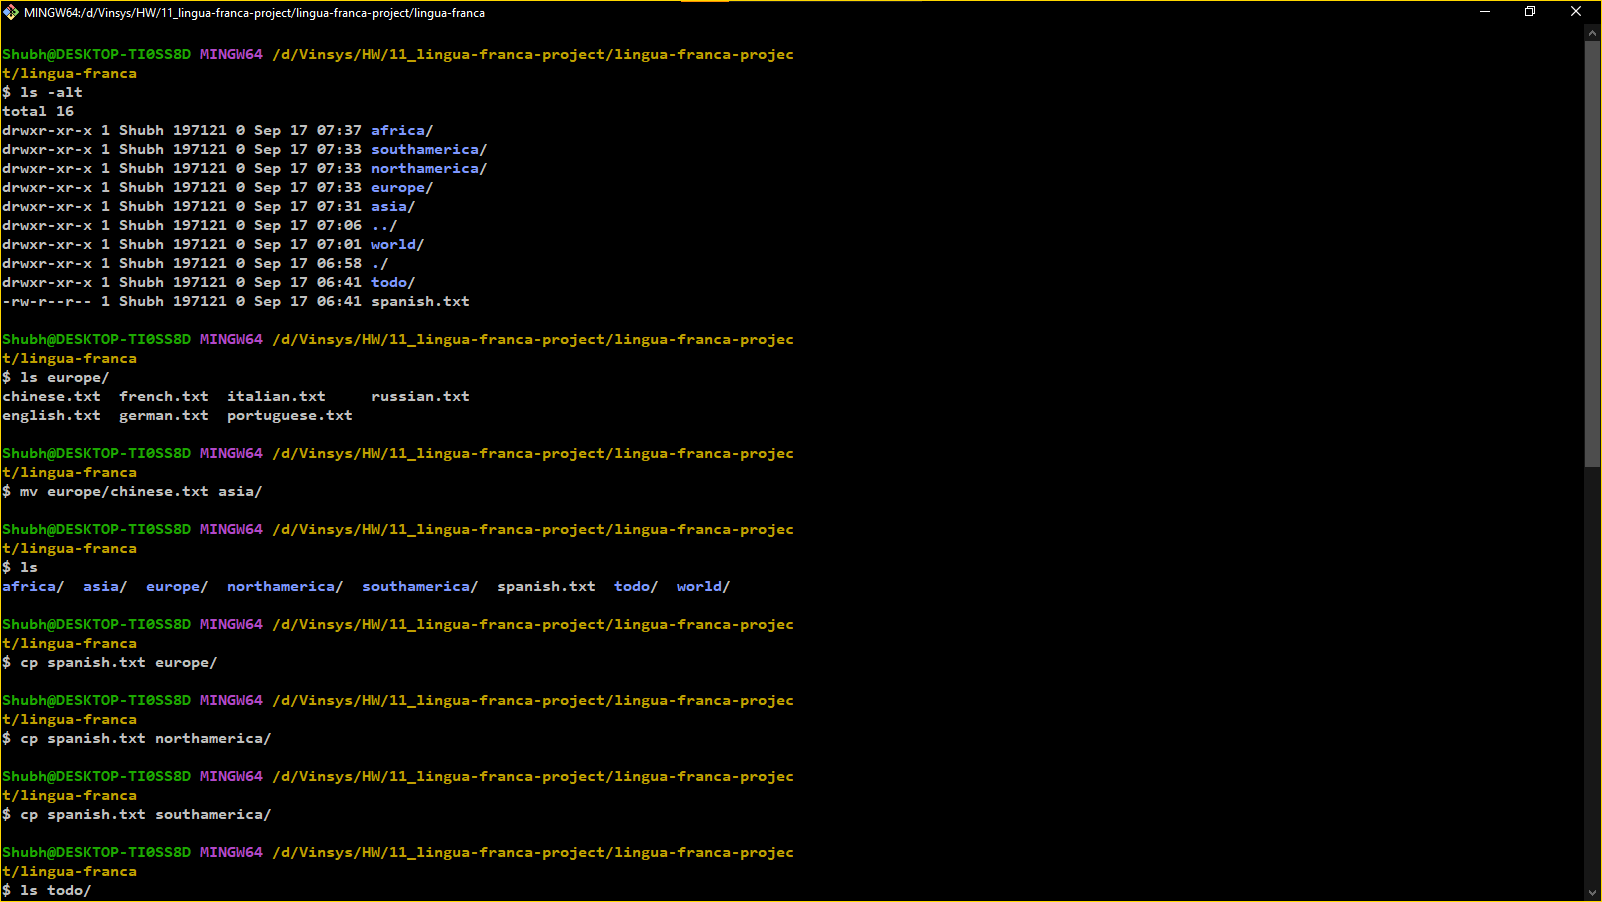 MINGW64:/d/Vinsys/HW/11_lingua-franca-project/lingua-franca-project/lingua-franca
Shubh@DESKTOP-TI0SS8D MINGW64 /d/Vinsys/HW/11_lingua-franca-project/lingua-franca-projec
t/lingua-franca
$ ls -alt
total 16
drwxr-xr-x 1 Shubh 197121 0 Sep 17 07:37 africa/
drwxr-xr-x 1 Shubh 197121 0 Sep 17 07:33 southamerica/
drwxr-xr-x 1 Shubh 197121 0 Sep 17 07:33 northamerica/
drwxr-xr-x 1 Shubh 197121 0 Sep 17 07:33 europe/
drwxr-xr-x 1 Shubh 197121 0 Sep 17 07:31 asia/
drwxr-xr-x 1 Shubh 197121 0 Sep 17 07:06 ../
drwxr-xr-x 1 Shubh 197121 0 Sep 17 07:01 world/
drwxr-xr-x 1 Shubh 197121 0 Sep 17 06:58 ./
drwxr-xr-x 1 Shubh 197121 0 Sep 17 06:41 todo/
-rw-r--r-- 1 Shubh 197121 0 Sep 17 06:41 spanish.txt
Shubh@DESKTOP-TI0SS8D MINGW64 /d/Vinsys/HW/11_lingua-franca-project/lingua-franca-projec
t/lingua-franca
$ ls europe/
chinese.txt  french.txt  italian.txt     russian.txt
english.txt  german.txt  portuguese.txt
Shubh@DESKTOP-TI0SS8D MINGW64 /d/Vinsys/HW/11_lingua-franca-project/lingua-franca-projec
t/lingua-franca
$ mv europe/chinese.txt asia/
Shubh@DESKTOP-TI0SS8D MINGW64 /d/Vinsys/HW/11_lingua-franca-project/lingua-franca-projec
t/lingua-franca
$ ls
africa/  asia/  europe/  northamerica/  southamerica/  spanish.txt  todo/  world/
Shubh@DESKTOP-TI0SS8D MINGW64 /d/Vinsys/HW/11_lingua-franca-project/lingua-franca-projec
t/lingua-franca
$ cp spanish.txt europe/
Shubh@DESKTOP-TI0SS8D MINGW64 /d/Vinsys/HW/11_lingua-franca-project/lingua-franca-projec
t/lingua-franca
$ cp spanish.txt northamerica/
Shubh@DESKTOP-TI0SS8D MINGW64 /d/Vinsys/HW/11_lingua-franca-project/lingua-franca-projec
t/lingua-franca
$ cp spanish.txt southamerica/
Shubh@DESKTOP-TI0SS8D MINGW64 /d/Vinsys/HW/11_lingua-franca-project/lingua-franca-projec
t/lingua-franca
$ ls todo/